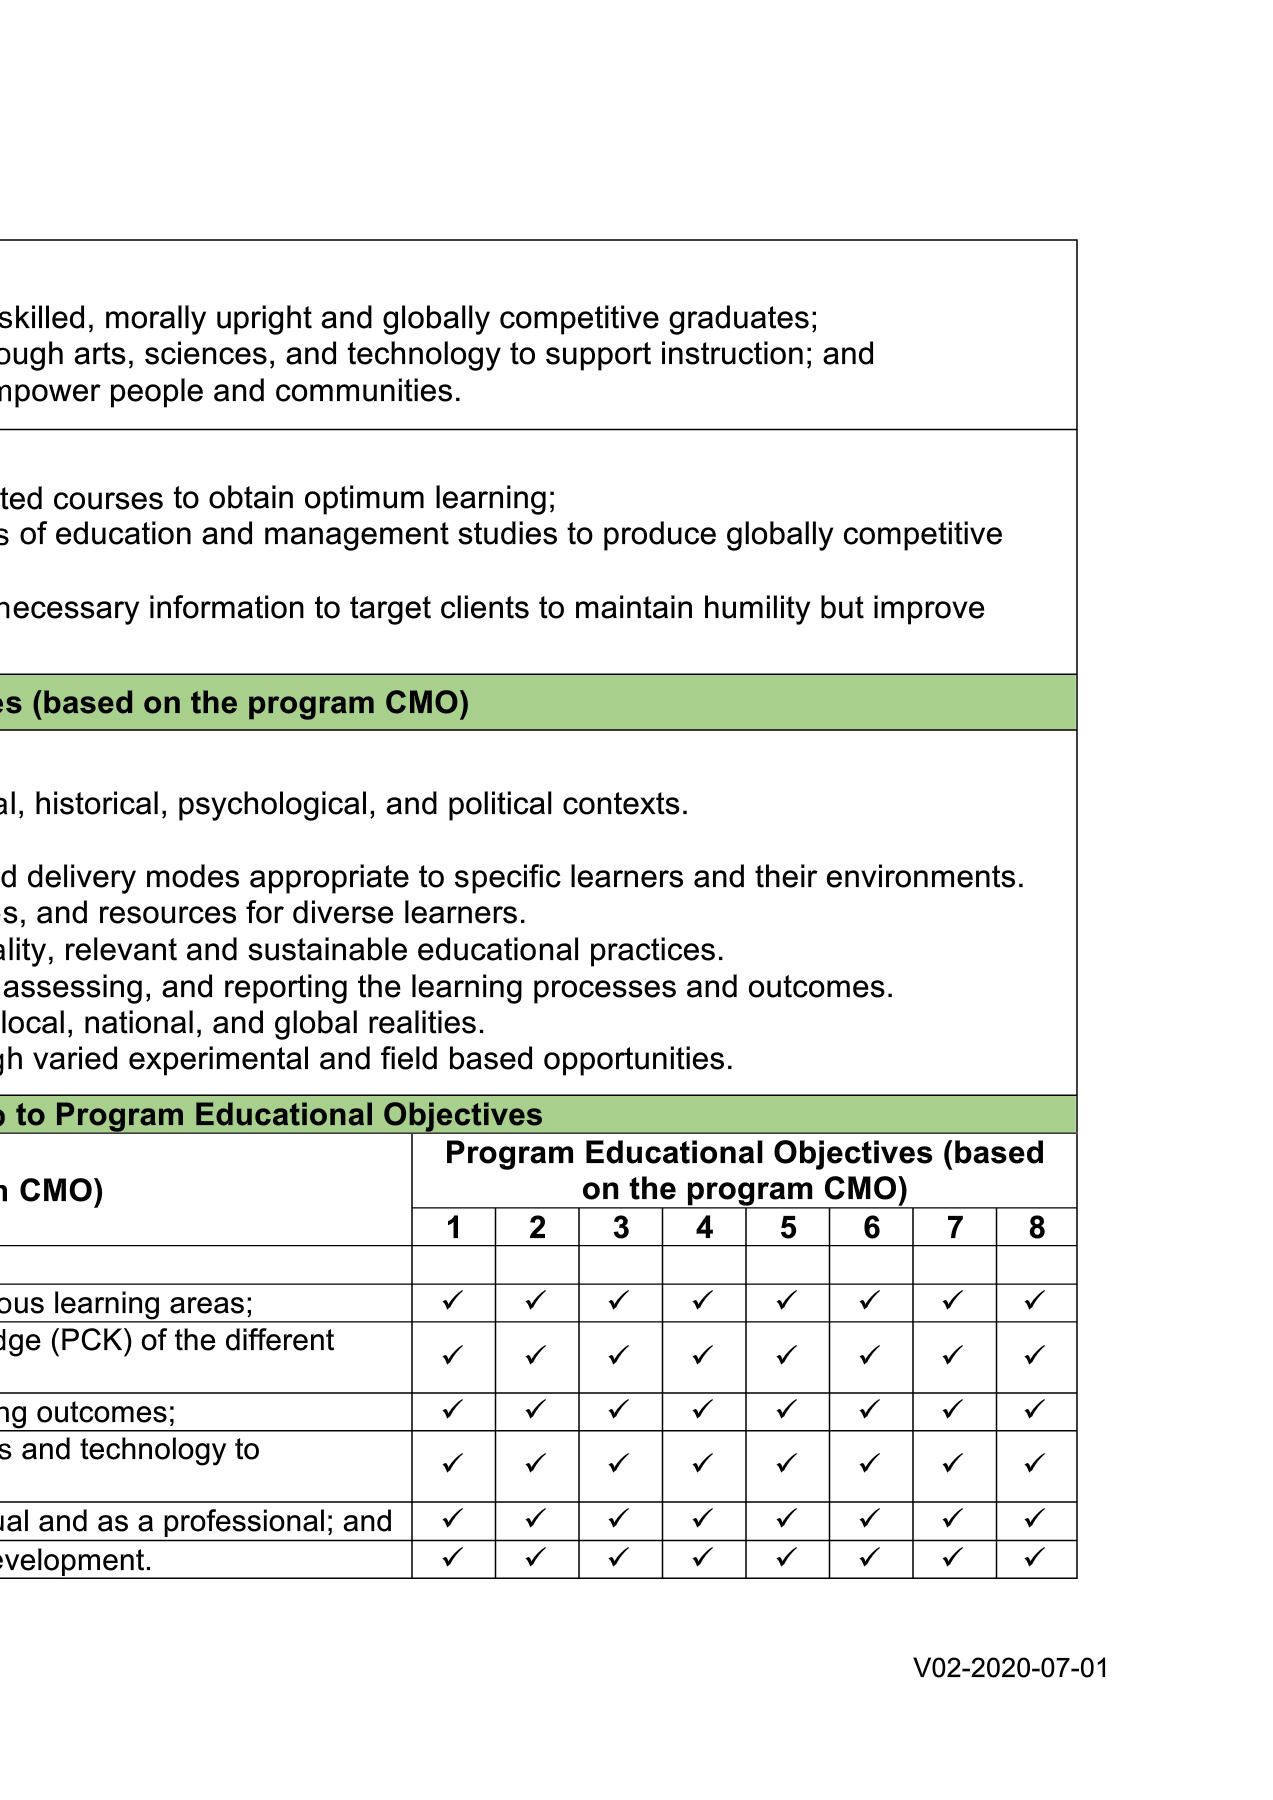 skilled, morally upright and globally competitive graduates;
ough arts, sciences, and technology to support instruction; and
mpower people and communities.
ted courses to obtain optimum learning;
s of education and management studies to produce globally competitive
necessary information to target clients to maintain humility but improve
es (based on the program CMO)
al, historical, psychological, and political contexts.
d delivery modes appropriate to specific learners and their environments.
s, and resources for diverse learners.
ality, relevant and sustainable educational practices.
assessing, and reporting the learning processes and outcomes.
local, national, and global realities.
gh varied experimental and field based opportunities.
p to Program Educational Objectives
m CMO)
Program Educational Objectives (based
on the program CMO)
1 2 3 4 5 6 7 8
ous learning areas; ✓ ✓ ✓ ✓ ✓ ✓ ✓ ✓
dge (PCK) of the different
✓ ✓ ✓ ✓ ✓ ✓ ✓ ✓
ng outcomes; ✓ ✓ ✓ ✓ ✓ ✓ ✓ ✓
s and technology to
✓ ✓ ✓ ✓ ✓ ✓ ✓ ✓
ual and as a professional; and ✓ ✓ ✓ ✓ ✓ ✓ ✓ ✓
evelopment. ✓ ✓ ✓ ✓ ✓ ✓ ✓ ✓
V02-2020-07-01